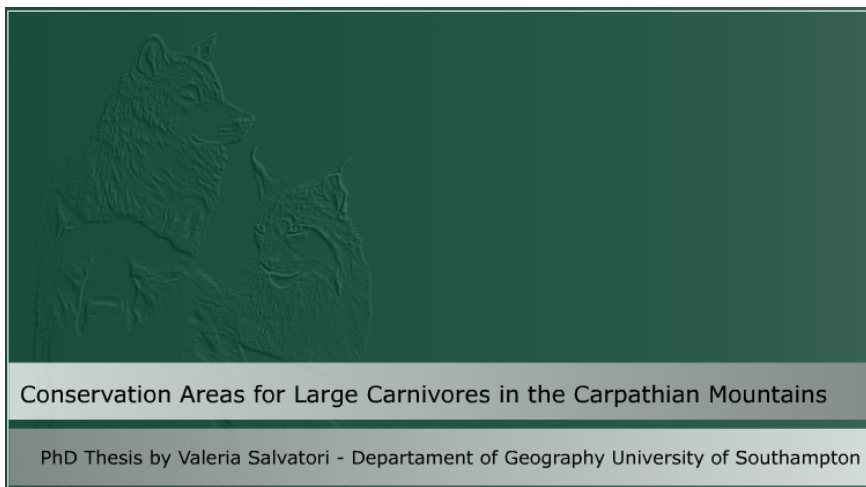 Conservation Areas for Large Carnivores in the Carpathian Mountains
PhD Thesis by Valeria Salvatori - Departament of Geography University of Southampton